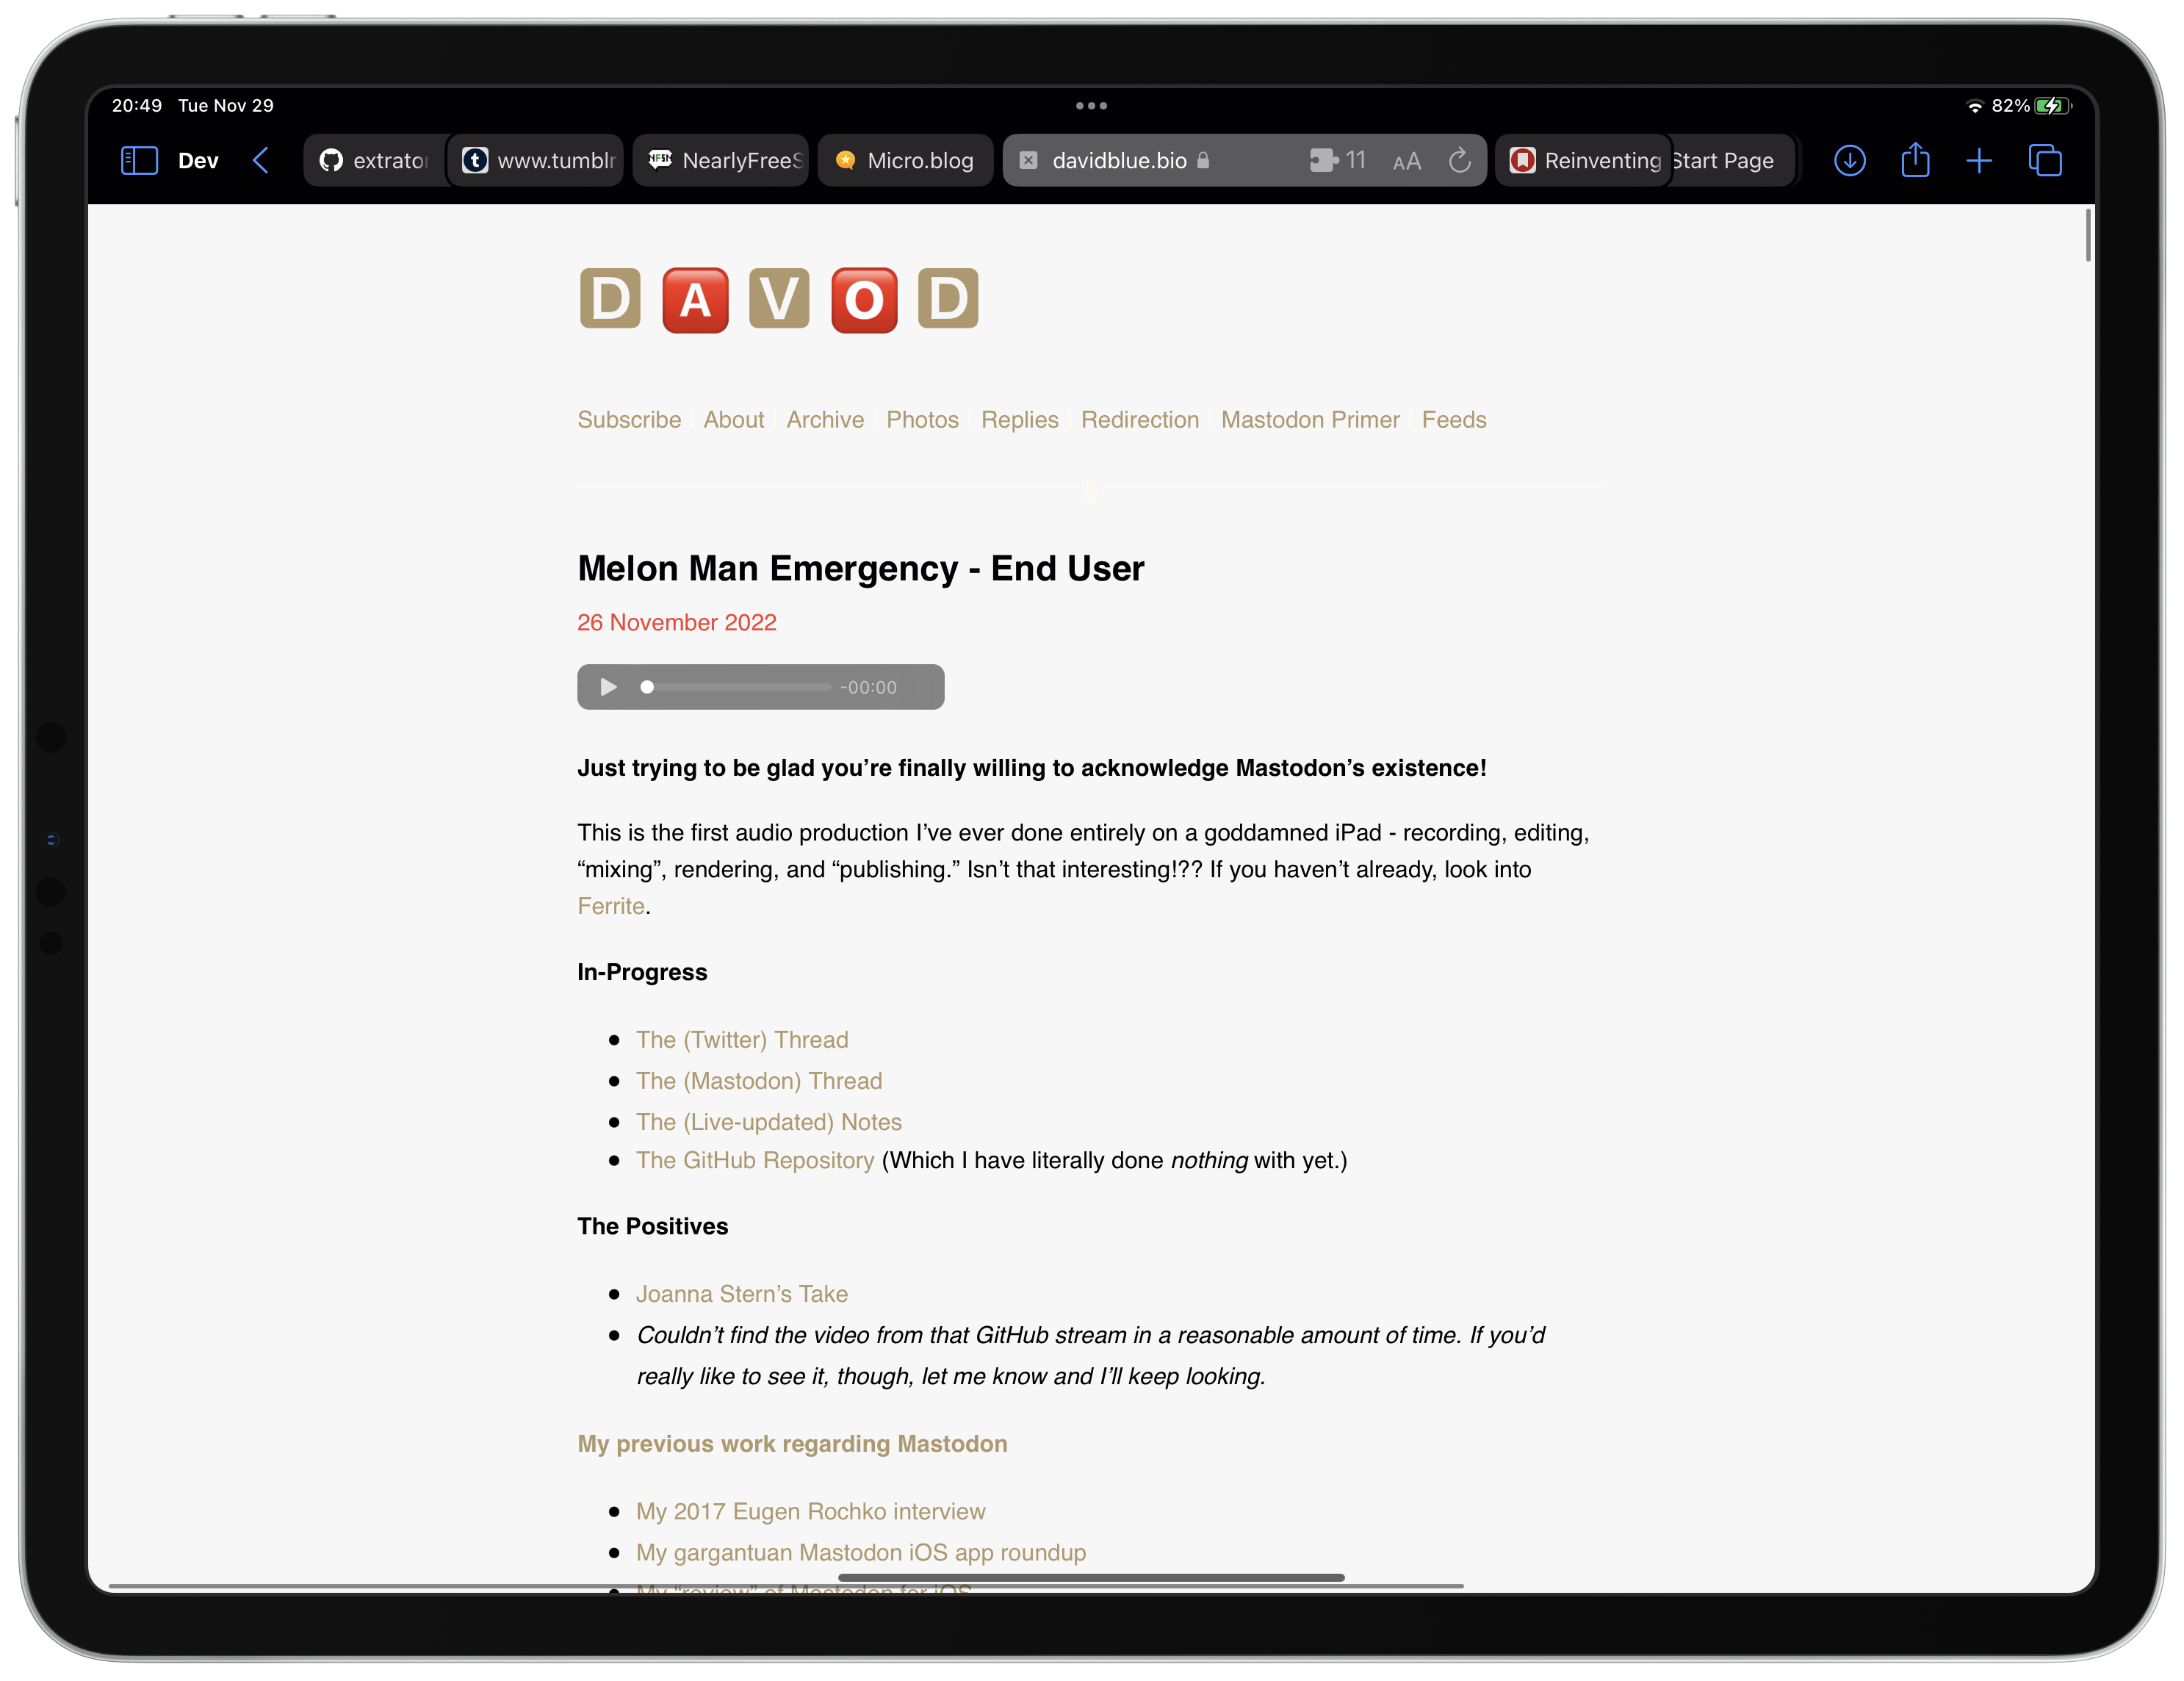 20:49 Tue Nov 29
82%
Dev
extrator
www.tumblr
NearlyFreeS
Micro.blog
davidblue.bio
11
AA
Reinventing
Start Page
D A V O D
Subscribe About Archive Photos Replies Redirection Mastodon Primer Feeds
§
Melon Man Emergency - End User
26 November 2022
-00:00
Just trying to be glad you’re finally willing to acknowledge Mastodon’s existence!
This is the first audio production I’ve ever done entirely on a goddamned iPad - recording, editing,
“mixing”, rendering, and “publishing.” Isn’t that interesting!?? If you haven’t already, look into
Ferrite.
In-Progress
The (Twitter) Thread
The (Mastodon) Thread
The (Live-updated) Notes
The GitHub Repository (Which I have literally done nothing with yet.)
The Positives
Joanna Stern’s Take
Couldn’t find the video from that GitHub stream in a reasonable amount of time. If you’d
really like to see it, though, let me know and I’ll keep looking.
My previous work regarding Mastodon
My 2017 Eugen Rochko interview
My gargantuan Mastodon iOS app roundup
My “review” of Mastodon for iOS